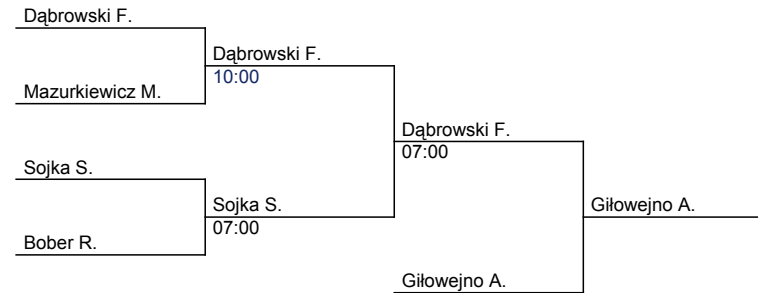 Dąbrowski F.
Dąbrowski F.
10:00
Mazurkiewicz M.
Dąbrowski F.
07:00
Sojka S.
Sojka S.
07:00
Giłowejno A.
Bober R.
Giłowejno A.